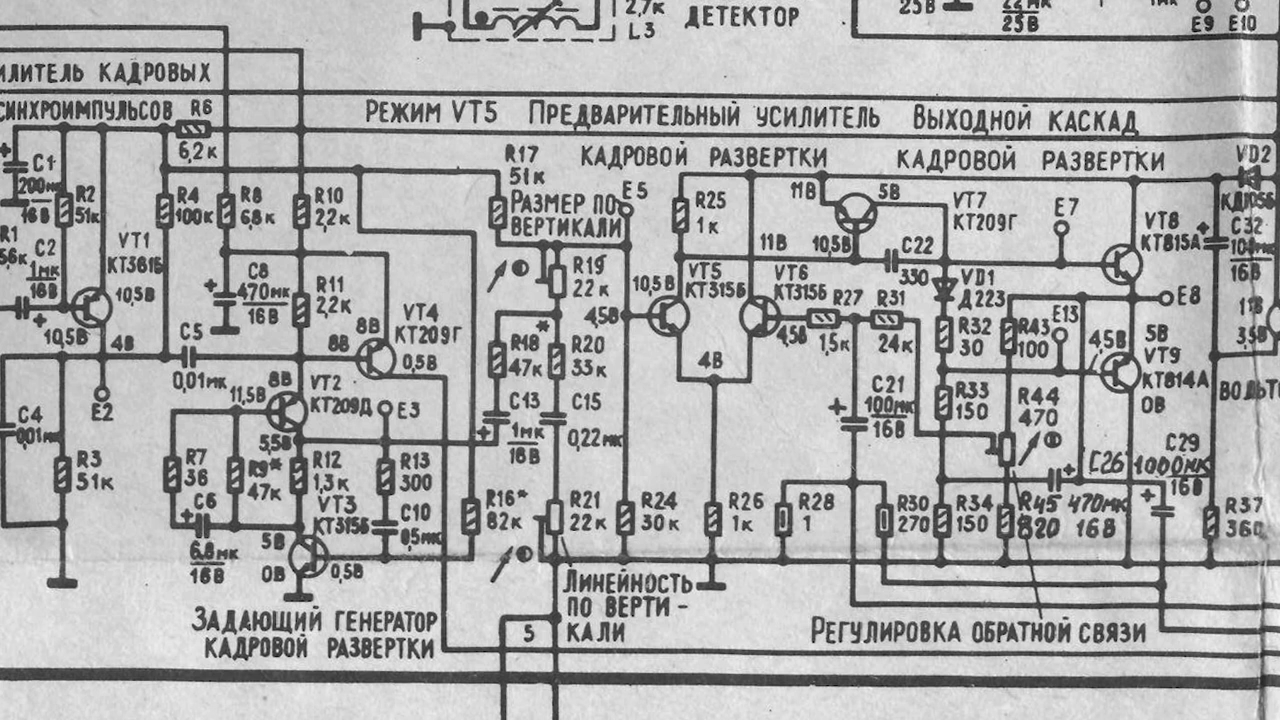 2,7к
L3
ДЕТЕКТОР
25В
22мк
25В
E9
E10
КАДРОВЫХ
СИНХРОИМПУЛЬСОВ
R6
6,2к
РЕЖИМ VT5
ПРЕДВАРИТЕЛЬНЫЙ УСИЛИТЕЛЬ
КАДРОВОЙ РАЗВЕРТКИ
ВЫХОДНОЙ КАСКАД
КАДРОВОЙ РАЗВЕРТКИ
C1
16В
R2
51к
R1
C2
1мк
16В
VT1
10,5В
10,5В
4В
E2
R4
100к
R8
6,8к
R10
2,2к
C8
470мк
16В
R11
2,2к
C5
0,01мк
VT4
КТ209Г
8В
8В
0,5В
8В
11,5В
VT2
КТ209Д
5,5В
E3
C4
0,01мк
R3
51к
R7
36
R9*
47к
R12
1,3к
R13
300
C6
6.8мк
16В
VT3
КТ315Б
5В
0В
0,5В
C10
R16*
82к
ЗАДАЮЩИЙ ГЕНЕРАТОР
КАДРОВОЙ РАЗВЕРТКИ
R17
51к
РАЗМЕР ПО
ВЕРТИКАЛИ
E5
R19
22к
*
R18
47к
R20
33к
C13
1мк
16В
C15
0,22мк
R21
22к
ЛИНЕЙНОСТЬ
ПО ВЕРТИ-
КАЛИ
5
R25
1к
10,5В
4,5В
VT5
КТ315Б
VT6
КТ315Б
11В
4В
4,5В
R24
30к
R26
1к
11В
5В
10,5В
VT7
КТ209Г
C22
330
R27
1,5к
R31
24к
C21
100мк
16В
R28
1
R30
270
VD1
Д223
R32
30
R33
150
R34
150
R43
100
E7
E13
4,5В
R44
470
R45
820
C26
470мк
16В
VT8
КТ815А
E8
5В
VT9
КТ814А
0В
C29
1000мк
16В
VD2
C32
16В
11В
3,5В
R37
360
РЕГУЛИРОВКА ОБРАТНОЙ СВЯЗИ